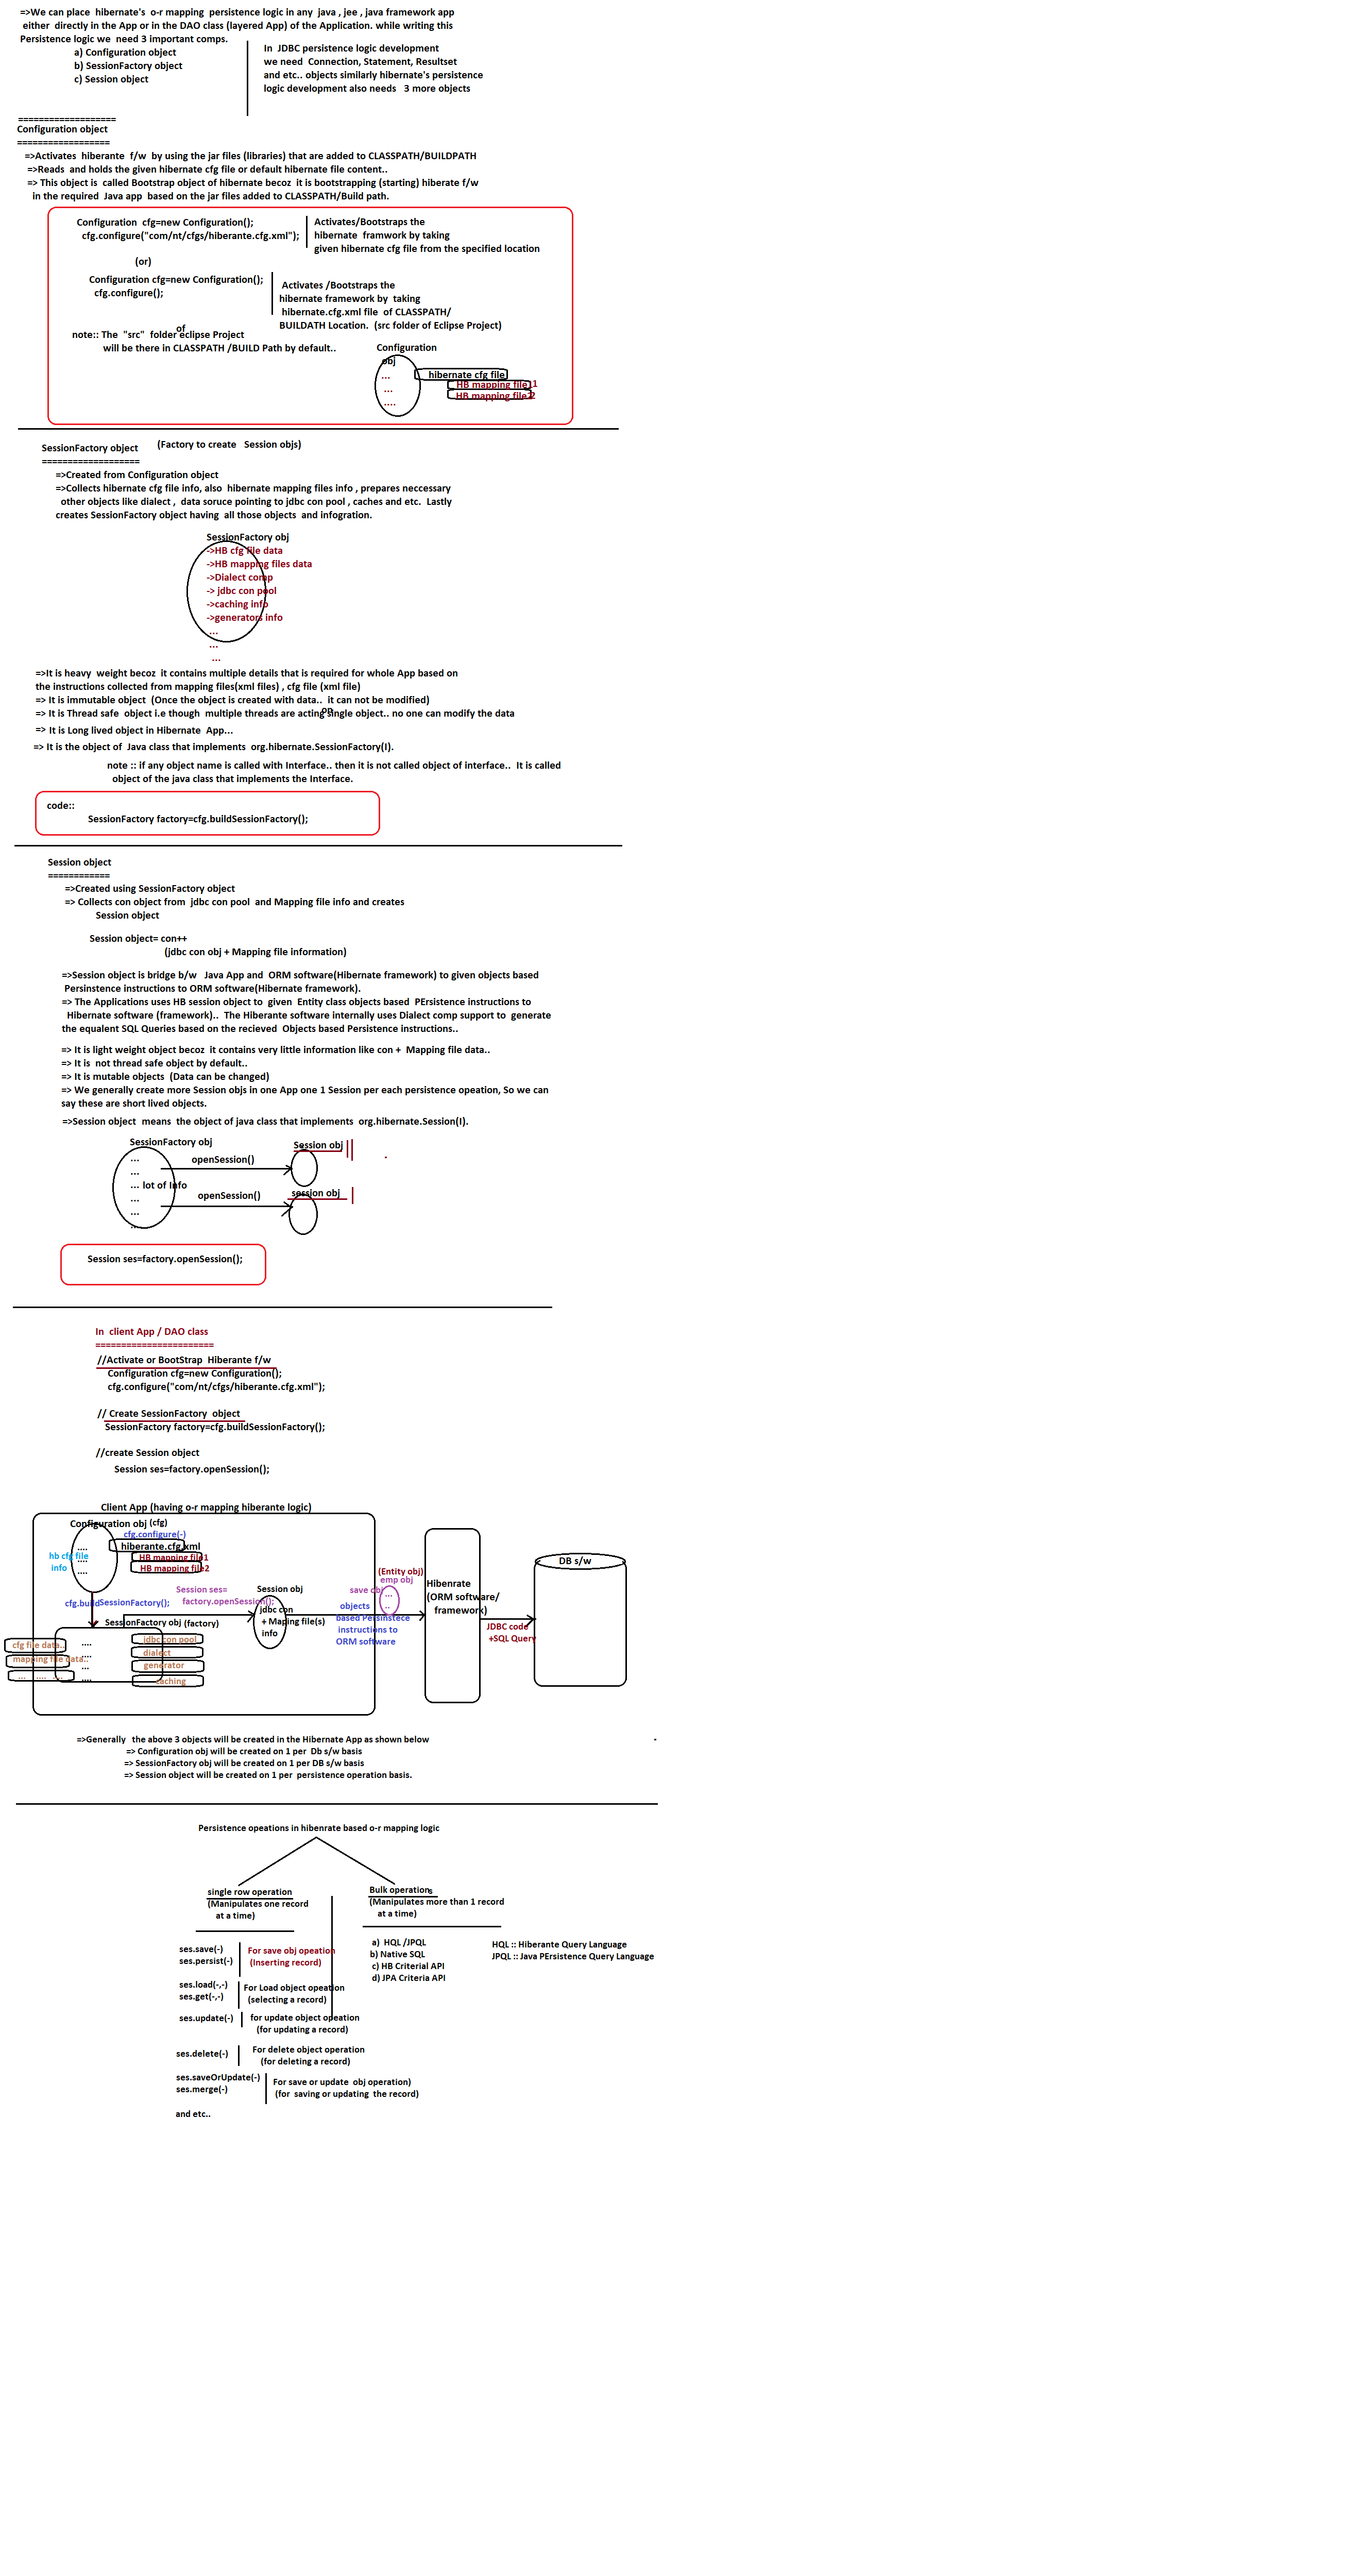 =>We can place hibernate's o-r mapping persistence logic in any java , jee , java framework app
either directly in the App or in the DAO class (layered App) of the Application. while writing this
Persistence logic we need 3 important comps.
a) Configuration object
b) SessionFactory object
c) Session object
In JDBC persistence logic development
we need Connection, Statement, Resultset
and etc.. objects similarly hibernate's persistence
logic development also needs 3 more objects
===================
Configuration object
==================
=>Activates hiberante f/w by using the jar files (libraries) that are added to CLASSPATH/BUILDPATH
=>Reads and holds the given hibernate cfg file or default hibernate file content..
=> This object is called Bootstrap object of hibernate becoz it is bootstrapping (starting) hiberate f/w
in the required Java app based on the jar files added to CLASSPATH/Build path.
Configuration cfg=new Configuration();
cfg.configure("com/nt/cfgs/hiberante.cfg.xml");
Activates/Bootstraps the
hibernate framwork by taking
given hibernate cfg file from the specified location
(or)
Configuration cfg=new Configuration();
cfg.configure();
Activates /Bootstraps the
hibernate framework by taking
hibernate.cfg.xml file of CLASSPATH/
BUILDATH Location. (src folder of Eclipse Project)
of
note:: The "src" folder eclipse Project
will be there in CLASSPATH /BUILD Path by default..
Configuration
obj
...
...
....
hibernate cfg file
HB mapping file 1
HB mapping file2
SessionFactory object (Factory to create Session objs)
===================
=>Created from Configuration object
=>Collects hibernate cfg file info, also hibernate mapping files info , prepares neccessary
other objects like dialect , data soruce pointing to jdbc con pool , caches and etc. Lastly
creates SessionFactory object having all those objects and infogration.
SessionFactory obj
->HB cfg file data
->HB mapping files data
->Dialect comp
-> jdbc con pool
->caching info
->generators info
...
...
...
=>It is heavy weight becoz it contains multiple details that is required for whole App based on
the instructions collected from mapping files(xml files) , cfg file (xml file)
=> It is immutable object (Once the object is created with data.. it can not be modified)
on
=> It is Thread safe object i.e though multiple threads are acting single object.. no one can modify the data
=> It is Long lived object in Hibernate App...
=> It is the object of Java class that implements org.hibernate.SessionFactory(I).
note :: if any object name is called with Interface.. then it is not called object of interface.. It is called
object of the java class that implements the Interface.
code::
SessionFactory factory=cfg.buildSessionFactory();
Session object
============
=>Created using SessionFactory object
=> Collects con object from jdbc con pool and Mapping file info and creates
Session object
Session object= con++
(jdbc con obj + Mapping file information)
=>Session object is bridge b/w Java App and ORM software(Hibernate framework) to given objects based
Persinstence instructions to ORM software(Hibernate framework).
=> The Applications uses HB session object to given Entity class objects based PErsistence instructions to
Hibernate software (framework).. The Hiberante software internally uses Dialect comp support to generate
the equalent SQL Queries based on the recieved Objects based Persistence instructions..
=> It is light weight object becoz it contains very little information like con + Mapping file data..
=> It is not thread safe object by default..
=> It is mutable objects (Data can be changed)
=> We generally create more Session objs in one App one 1 Session per each persistence opeation, So we can
say these are short lived objects.
=>Session object means the object of java class that implements org.hibernate.Session(I).
SessionFactory obj
...
...
... lot of Info
...
...
...
openSession()
Session obj
openSession()
session obj
Session ses=factory.openSession();
In client App / DAO class
=======================
//Activate or BootStrap Hiberante f/w
Configuration cfg=new Configuration();
cfg.configure("com/nt/cfgs/hiberante.cfg.xml");
// Create SessionFactory object
SessionFactory factory=cfg.buildSessionFactory();
//create Session object
Session ses=factory.openSession();
Client App (having o-r mapping hiberante logic)
Configuration obj (cfg)
cfg.configure(-)
hiberante.cfg.xml
HB mapping file1
HB mapping file2
....
....
....
hb cfg file
info
cfg.buildSessionFactory();
Session ses=
factory.openSession();
Session obj
jdbc con
+ Maping file(s)
info
SessionFactory obj (factory)
cfg file data..
mapping file data..
... .... ....
....
....
...
....
jdbc con pool
dialect
generator
caching
(Entity obj)
emp obj
save obj
...
..
objects
based Persinstece
instructions to
ORM software
Hibenrate
(ORM software/
framework)
JDBC code
+SQL Query
DB s/w
=>Generally the above 3 objects will be created in the Hibernate App as shown below
=> Configuration obj will be created on 1 per Db s/w basis
=> SessionFactory obj will be created on 1 per DB s/w basis
=> Session object will be created on 1 per persistence operation basis.
Persistence opeations in hibenrate based o-r mapping logic
single row operation
(Manipulates one record
at a time)
Bulk operations
(Manipulates more than 1 record
at a time)
ses.save(-)
ses.persist(-)
For save obj opeation
(Inserting record)
ses.load(-,-)
ses.get(-,-)
For Load object opeation
(selecting a record)
ses.update(-)
for update object opeation
(for updating a record)
ses.delete(-)
For delete object operation
(for deleting a record)
ses.saveOrUpdate(-)
ses.merge(-)
For save or update obj operation)
(for saving or updating the record)
and etc..
a) HQL /JPQL
b) Native SQL
c) HB Criterial API
d) JPA Criteria API
HQL :: Hiberante Query Language
JPQL :: Java PErsistence Query Language